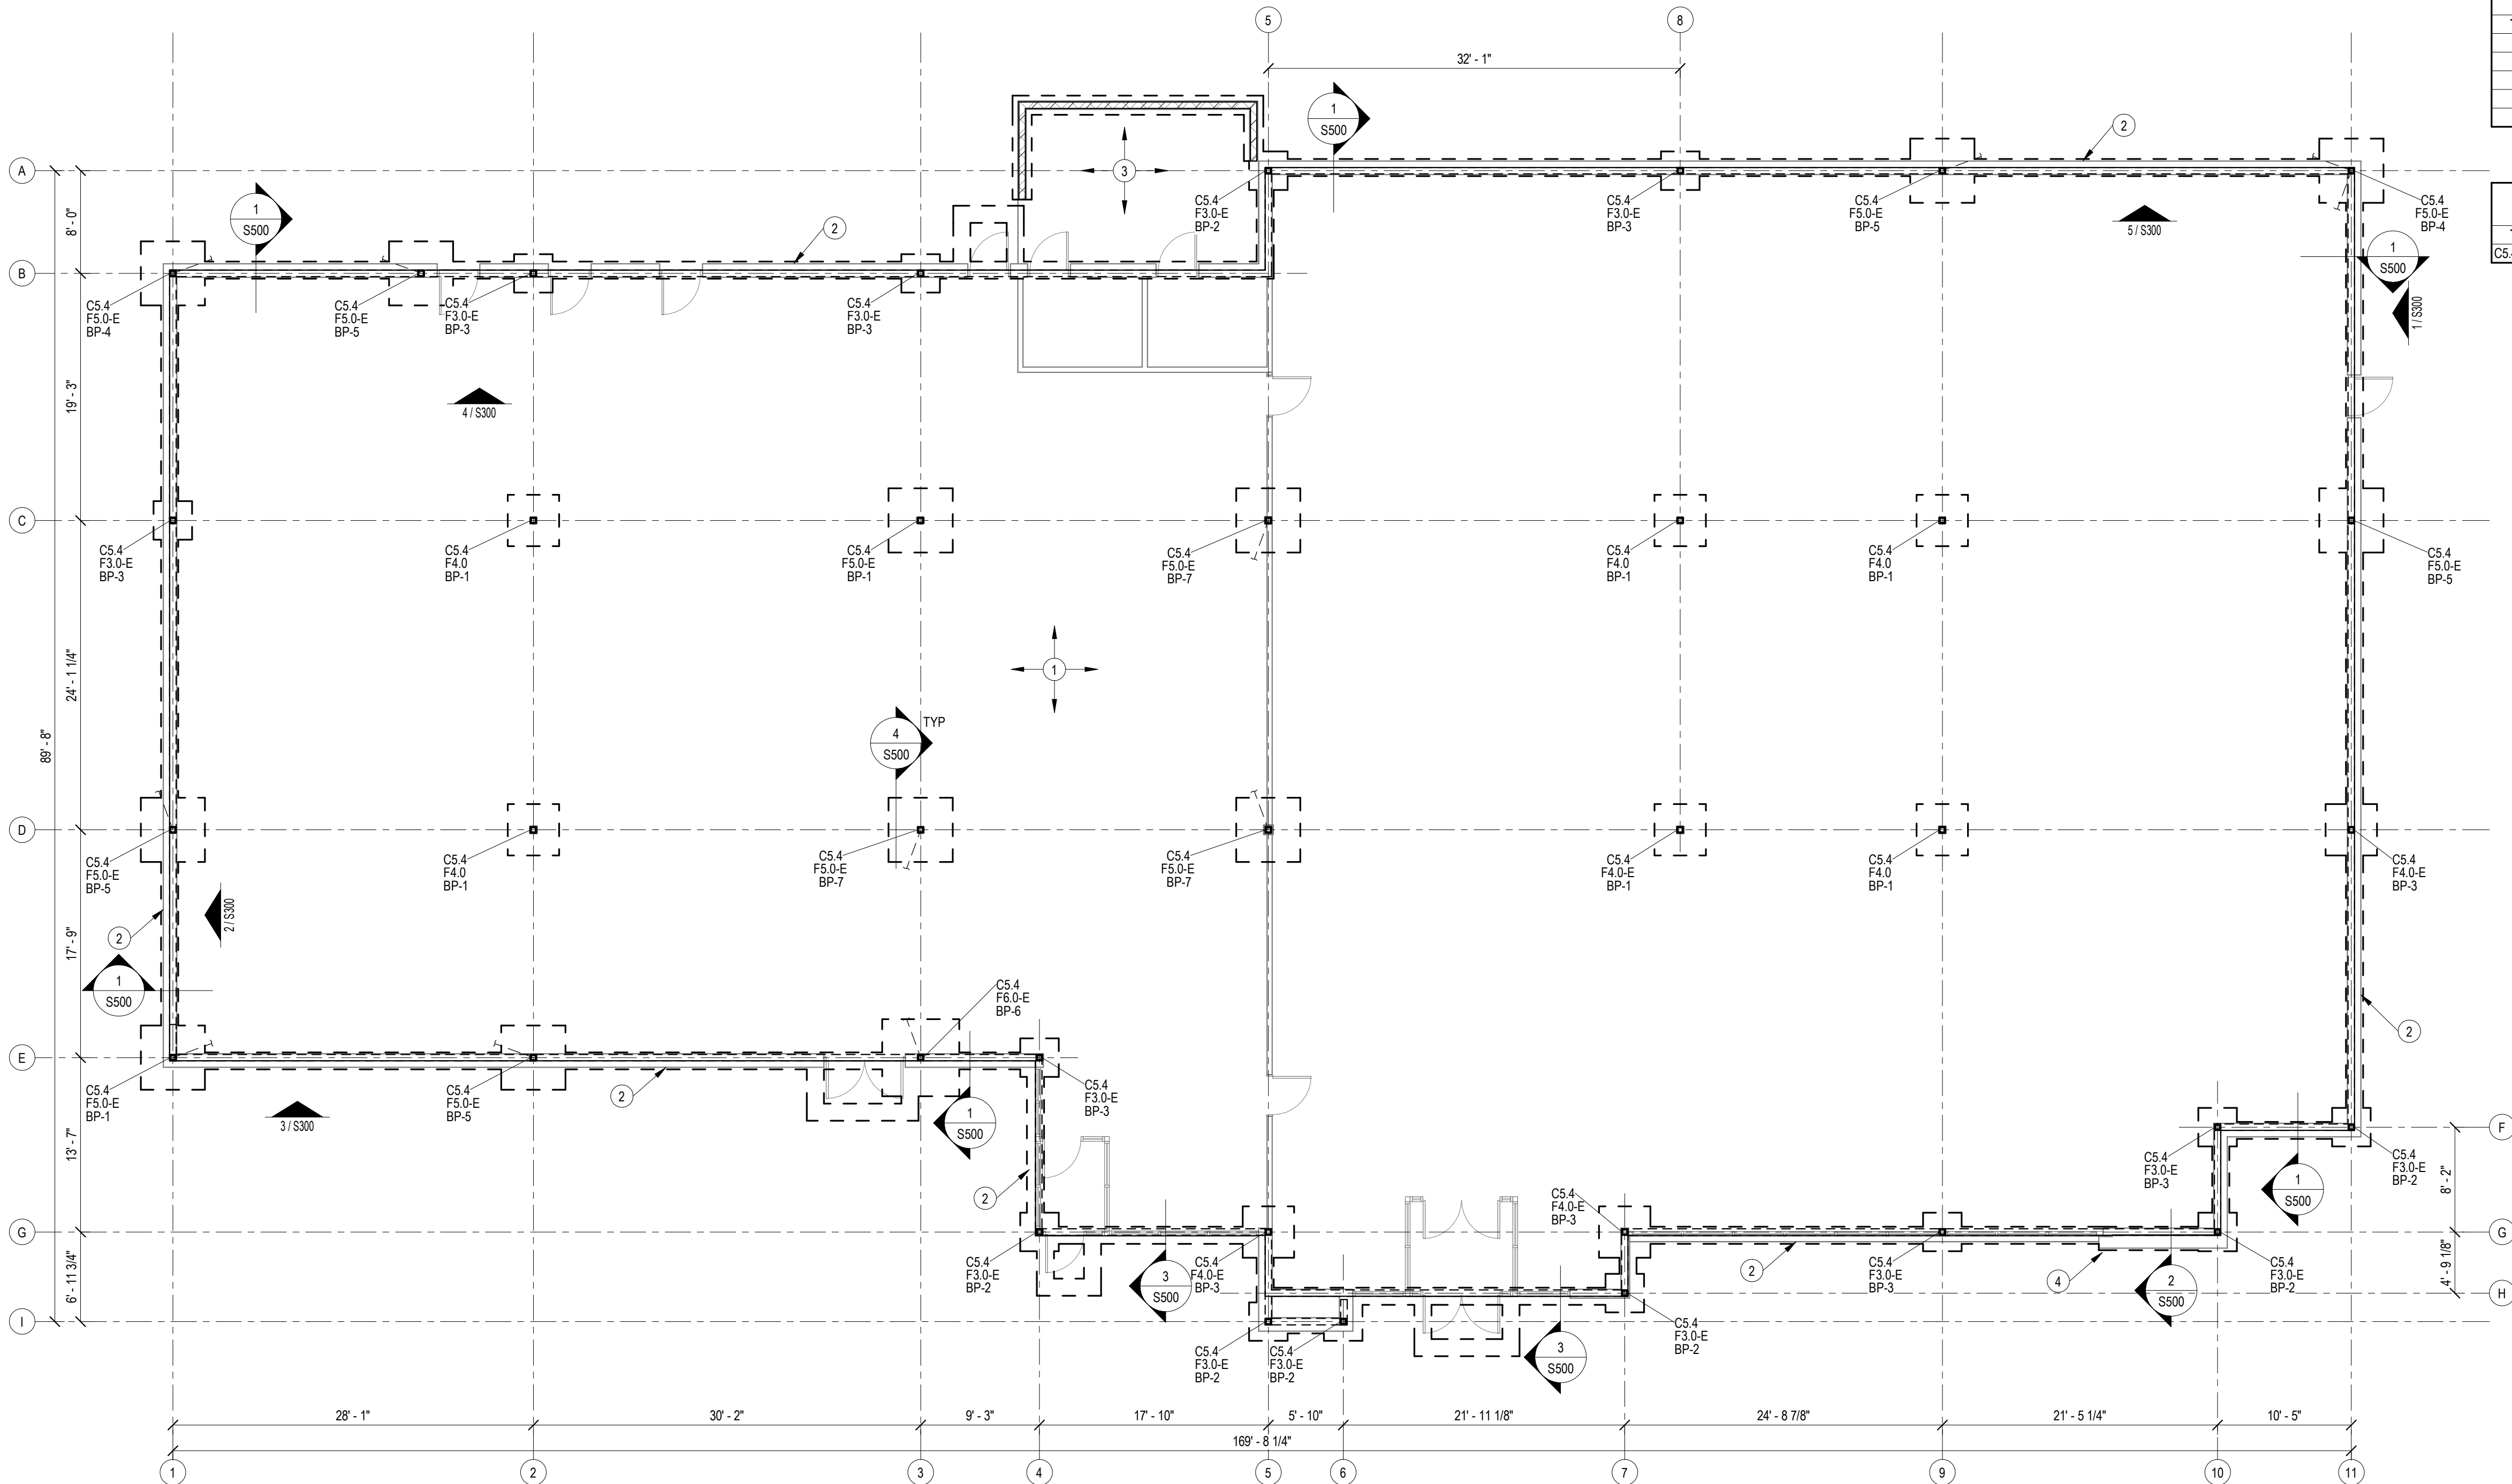 5
8
32' - 1"
1
S500
2
A
3
C5.4
F3.0-E
BP-2
C5.4
F3.0-E
BP-3
C5.4
F5.0-E
BP-5
C5.4
F5.0-E
BP-4
5 / S300
1
S500
1 / S300
8' - 0"
1
S500
2
B
C5.4
F5.0-E
BP-4
C5.4
F5.0-E
BP-5
C5.4
F3.0-E
BP-3
C5.4
F3.0-E
BP-3
C5.
19' - 3"
4 / S300
C
C5.4
F3.0-E
BP-3
C5.4
F4.0
BP-1
C5.4
F5.0-E
BP-1
C5.4
F5.0-E
BP-7
C5.4
F4.0
BP-1
C5.4
F4.0
BP-1
C5.4
F5.0-E
BP-5
24' - 1 1/4"
1
89' - 8"
4
S500
TYP
D
C5.4
F5.0-E
BP-5
C5.4
F4.0
BP-1
C5.4
F5.0-E
BP-7
C5.4
F5.0-E
BP-7
C5.4
F4.0-E
BP-1
C5.4
F4.0
BP-1
C5.4
F4.0-E
BP-3
2 / S300
2
17' - 9"
1
S500
C5.4
F6.0-E
BP-6
2
E
C5.4
F5.0-E
BP-1
C5.4
F5.0-E
BP-5
2
C5.4
F3.0-E
BP-3
3 / S300
1
S500
F
13' - 7"
C5.4
F3.0-E
BP-3
C5.4
F3.0-E
BP-2
1
S500
8' - 2"
2
C5.4
F4.0-E
BP-3
G
G
C5.4
F3.0-E
BP-2
3
S500
C5.4
F4.0-E
BP-3
2
C5.4
F3.0-E
BP-3
4
2
S500
C5.4
F3.0-E
BP-2
4' - 9 1/8"
H
6' - 11 3/4"
I
C5.4
F3.0-E
BP-2
C5.4
F3.0-E
BP-2
3
S500
C5.4
F3.0-E
BP-2
28' - 1"
30' - 2"
9' - 3"
17' - 10"
5' - 10"
21' - 11 1/8"
24' - 8 7/8"
21' - 5 1/4"
10' - 5"
169' - 8 1/4"
1
2
3
4
5
6
7
9
10
11